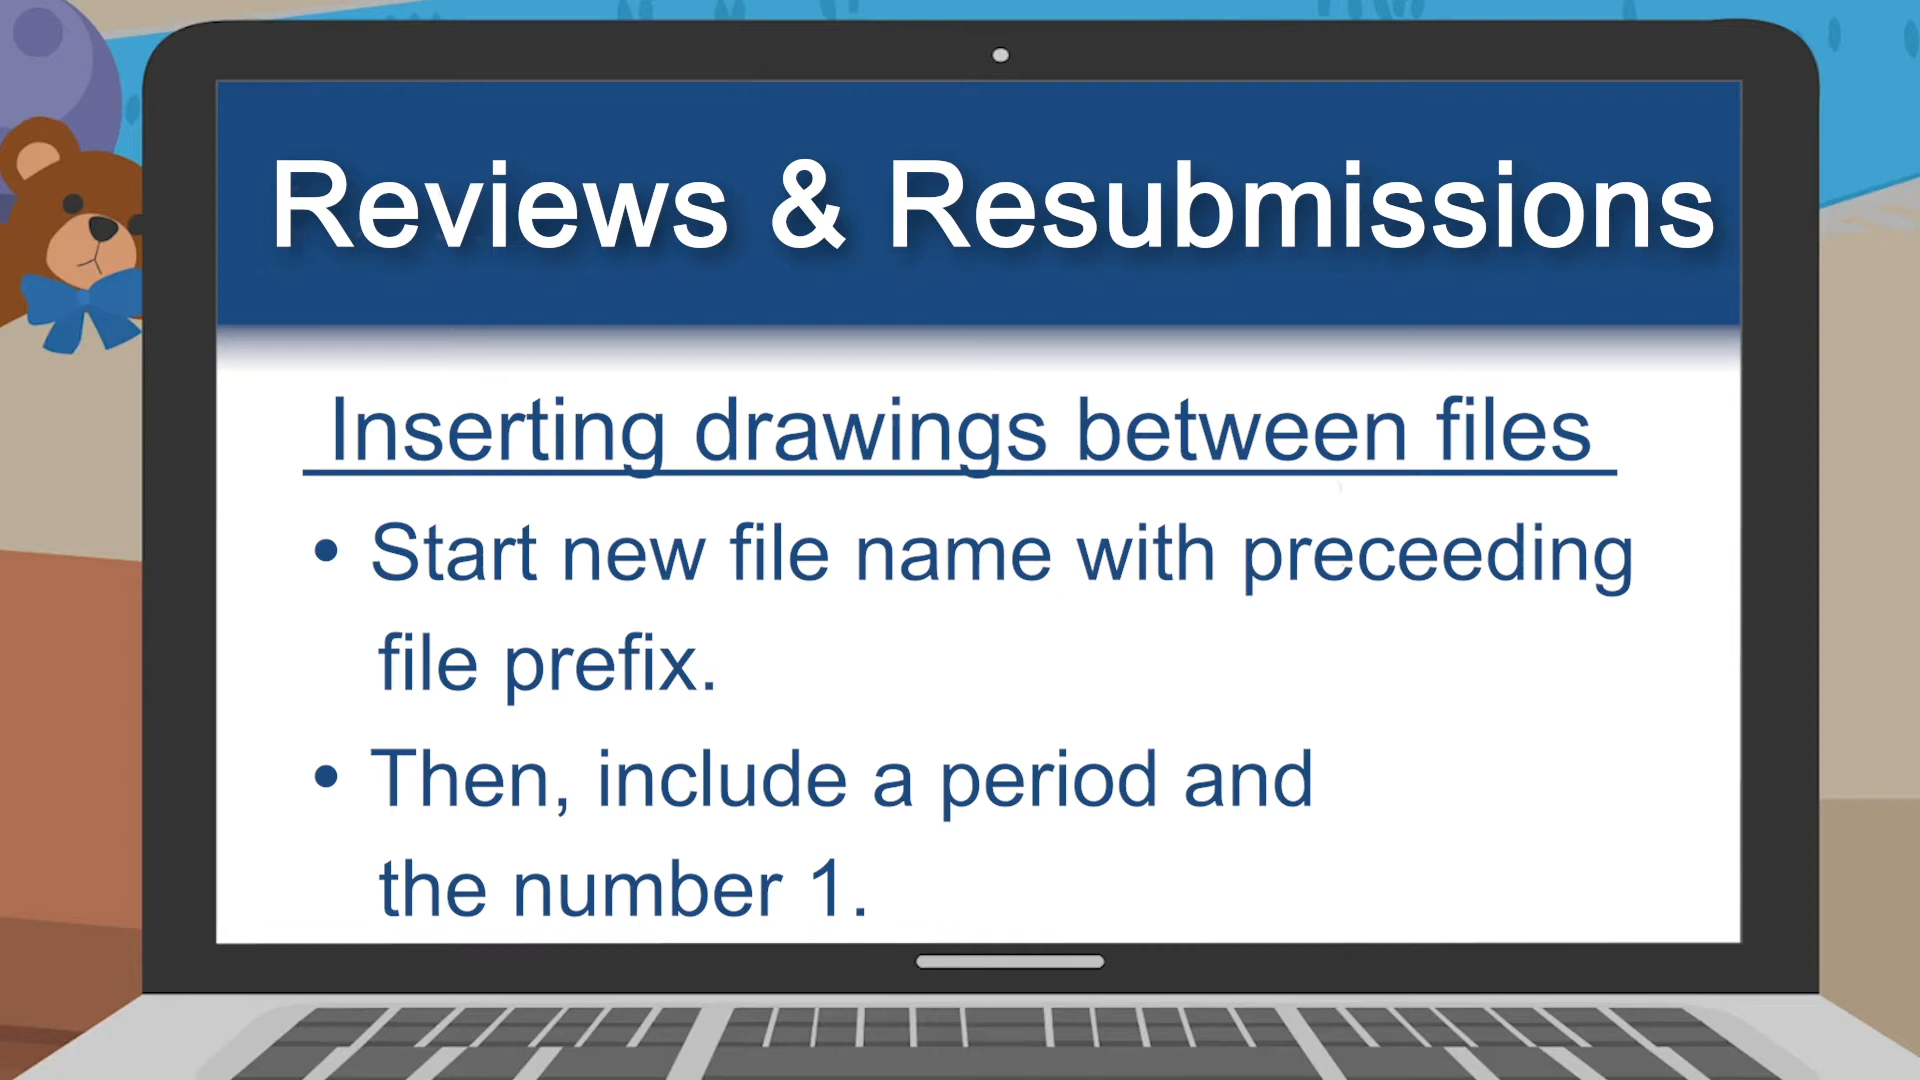 Reviews & Resubmissions
Inserting drawings between files
• Start new file name with preceeding
file prefix.
• Then, include a period and
the number 1.